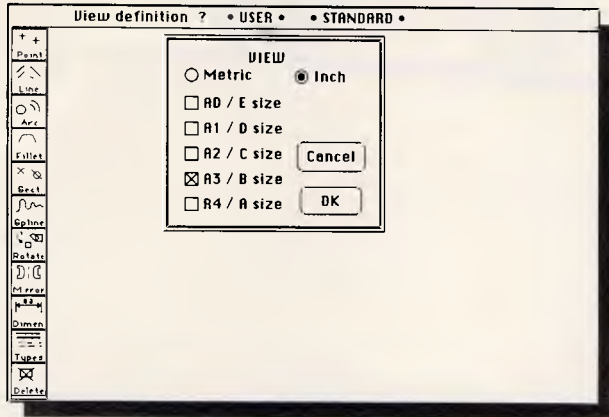 View definition ? • USER • • STANDARD •
Point
Line
Arc
Fillet
Sect
Spline
Rotate
Mirror
Dimen
Types
Delete
VIEW
Metric Inch
A0 / E size
A1 / D size
A2 / C size
A3 / B size
A4 / A size
Cancel
OK